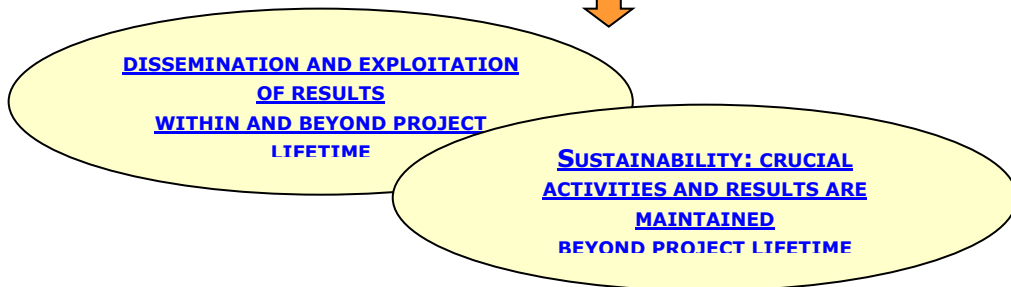 DISSEMINATION AND EXPLOITATION
OF RESULTS
WITHIN AND BEYOND PROJECT
LIFETIME
SUSTAINABILITY: CRUCIAL
ACTIVITIES AND RESULTS ARE
MAINTAINED
BEYOND PROJECT LIFETIME